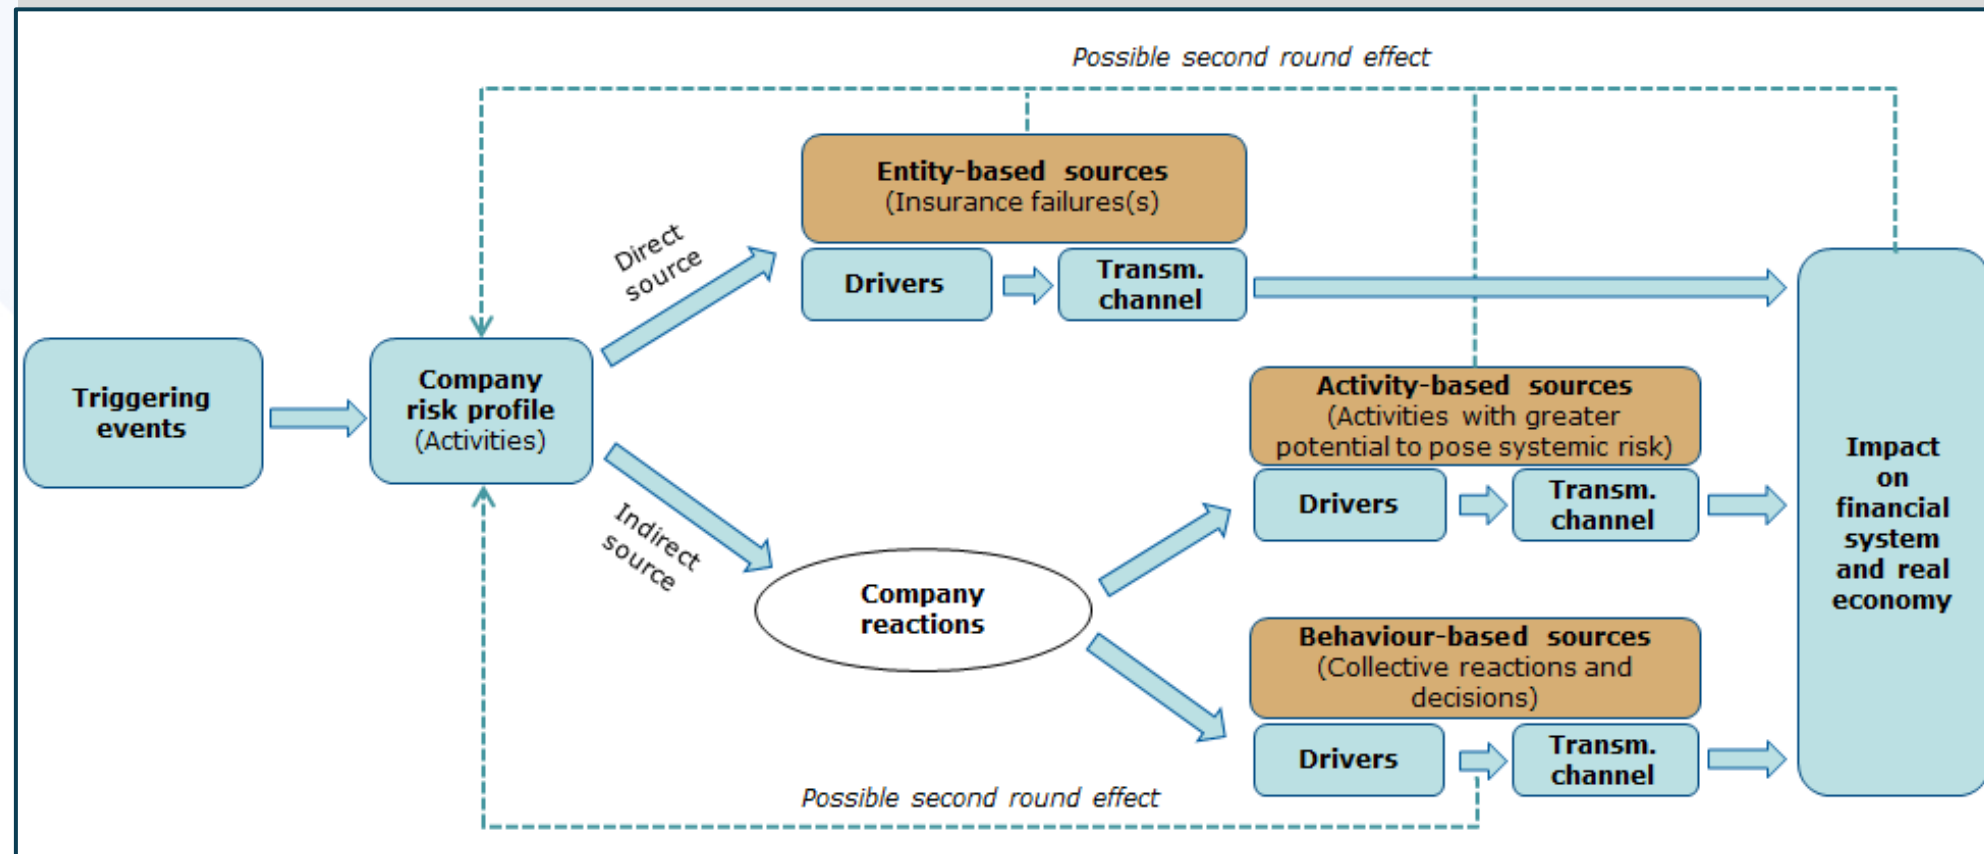 Possible second round effect
Entity-based sources
(Insurance failures(s)
Direct
source
Drivers
Transm.
channel
Triggering
events
Company
risk profile
(Activities)
Activity-based sources
(Activities with greater
potential to pose systemic risk)
Drivers
Transm.
channel
Impact
on
financial
system
and real
economy
Indirect
source
Company
reactions
Behaviour-based sources
(Collective reactions and
decisions)
Drivers
Transm.
channel
Possible second round effect